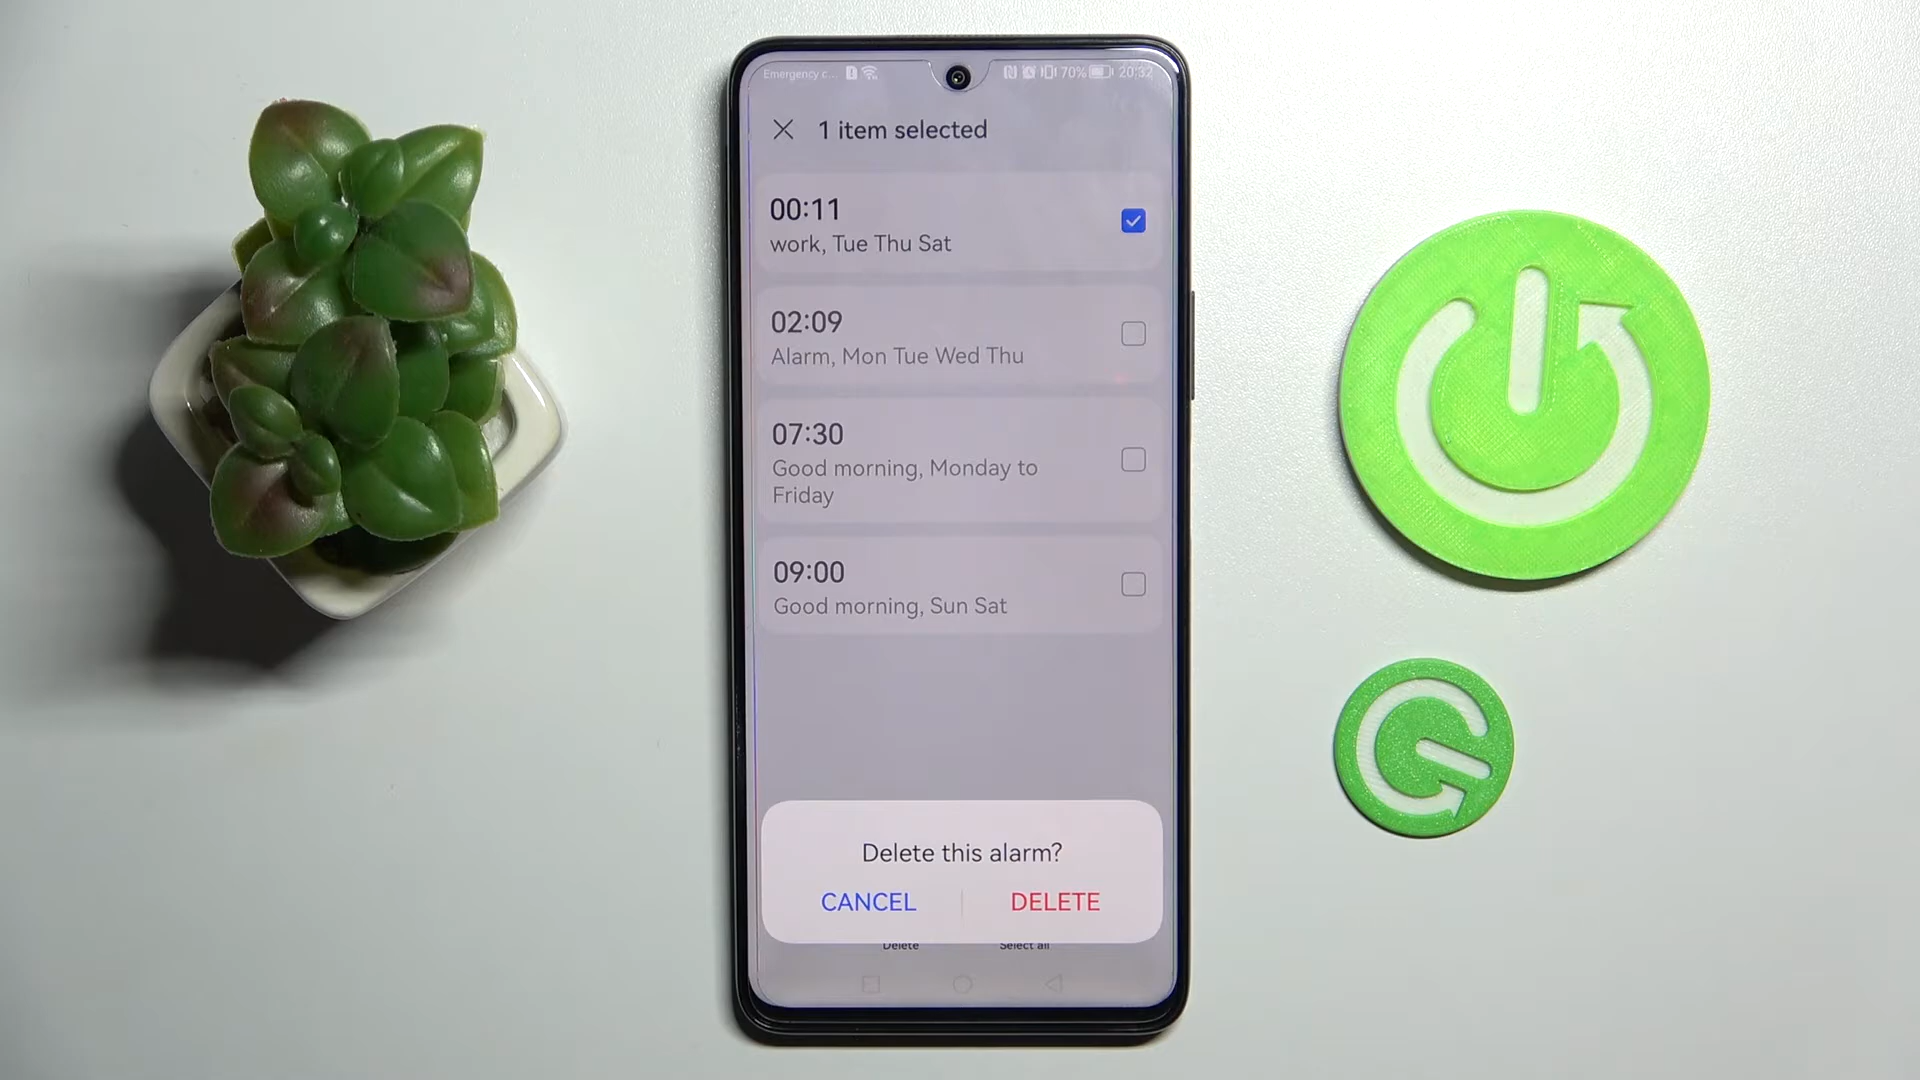 Emergency c... 70% 20:32
1 item selected
00:11
work, Tue Thu Sat
02:09
Alarm, Mon Tue Wed Thu
07:30
Good morning, Monday to
Friday
09:00
Good morning, Sun Sat
Delete this alarm?
CANCEL DELETE
Delete Select all